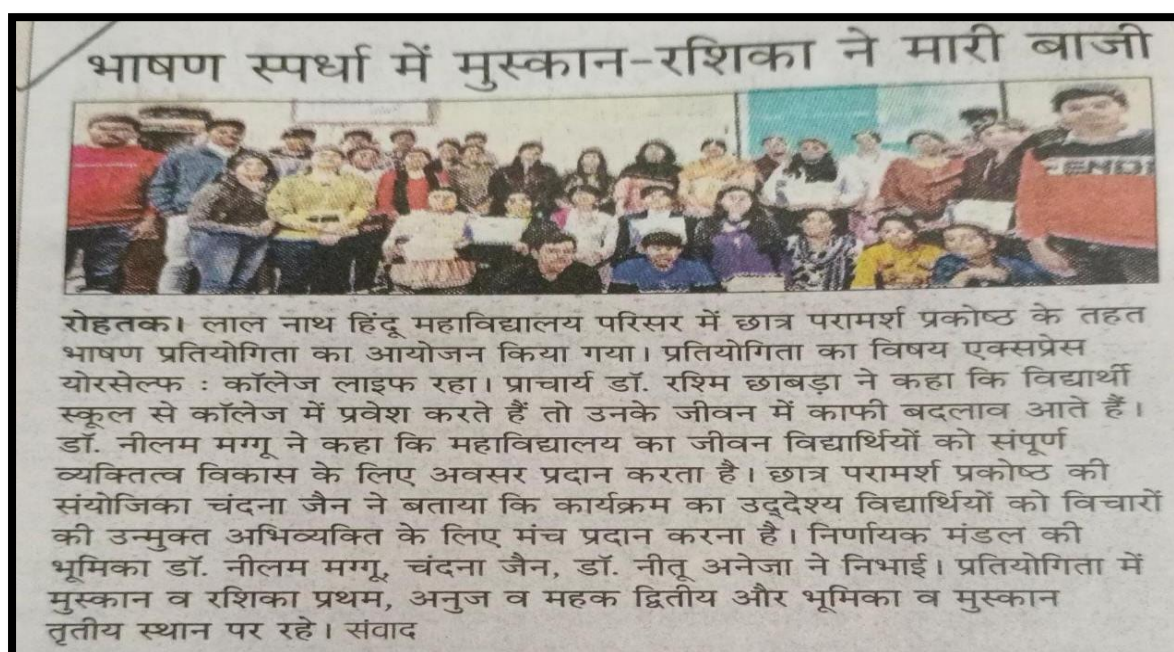 भाषण स्पर्धा में मुस्कान-रशिका ने मारी बाजी
FENDI
रोहतक। लाल नाथ हिंदू महाविद्यालय परिसर में छात्र परामर्श प्रकोष्ठ के तहत
भाषण प्रतियोगिता का आयोजन किया गया। प्रतियोगिता का विषय एक्सप्रेस
योरसेल्फ : कॉलेज लाइफ रहा। प्राचार्य डॉ. रश्मि छाबड़ा ने कहा कि विद्यार्थी
स्कूल से कॉलेज में प्रवेश करते हैं तो उनके जीवन में काफी बदलाव आते हैं।
डॉ. नीलम मग्गू ने कहा कि महाविद्यालय का जीवन विद्यार्थियों को संपूर्ण
व्यक्तित्व विकास के लिए अवसर प्रदान करता है। छात्र परामर्श प्रकोष्ठ की
संयोजिका चंदना जैन ने बताया कि कार्यक्रम का उद्देश्य विद्यार्थियों को विचारों
की उन्मुक्त अभिव्यक्ति के लिए मंच प्रदान करना है। निर्णायक मंडल की
भूमिका डॉ. नीलम मग्गू, चंदना जैन, डॉ. नीतू अनेजा ने निभाई। प्रतियोगिता में
मुस्कान व रशिका प्रथम, अनुज व महक द्वितीय और भूमिका व मुस्कान
तृतीय स्थान पर रहे। संवाद